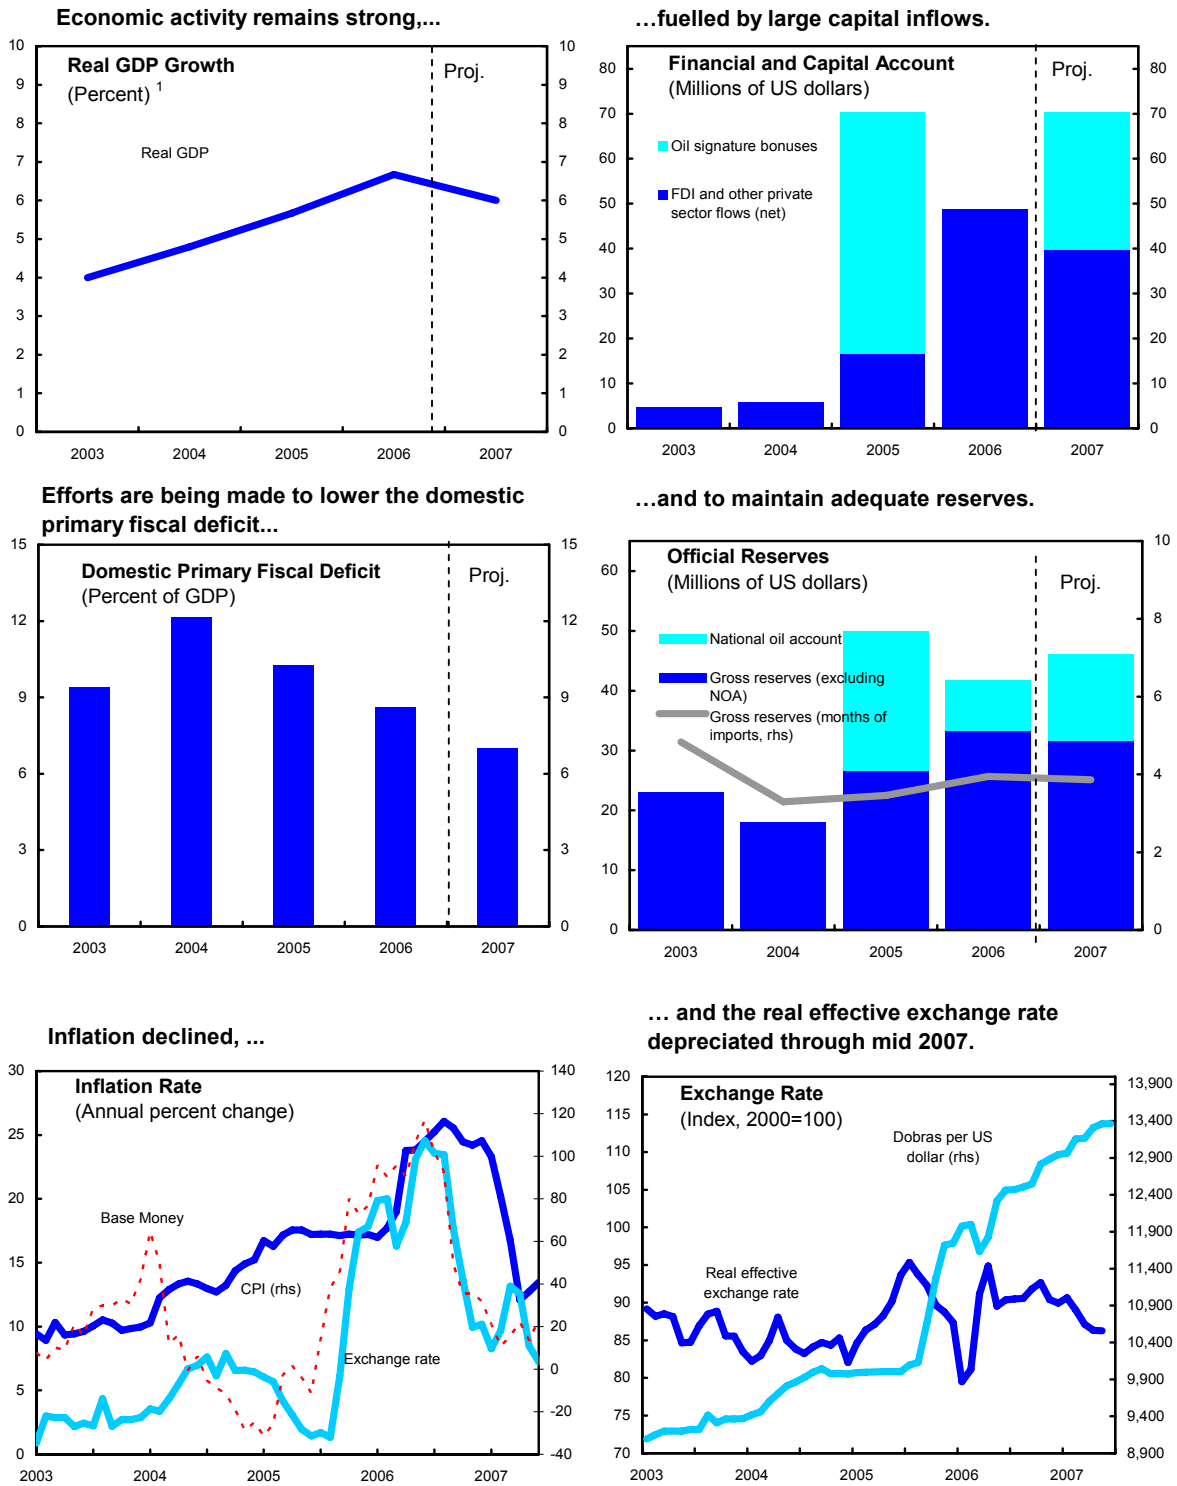 Economic activity remains strong,...
Real GDP Growth
(Percent) 1
Proj.
Real GDP
10
9
8
7
6
5
4
3
2
1
0
10
9
8
7
6
5
4
3
2
1
0
2003 2004 2005 2006 2007
…fuelled by large capital inflows.
Financial and Capital Account
(Millions of US dollars)
Proj.
Oil signature bonuses
FDI and other private
sector flows (net)
80
70
60
50
40
30
20
10
0
80
70
60
50
40
30
20
10
0
2003 2004 2005 2006 2007
Efforts are being made to lower the domestic
primary fiscal deficit...
Domestic Primary Fiscal Deficit
(Percent of GDP)
Proj.
15
12
9
6
3
0
15
12
9
6
3
0
2003 2004 2005 2006 2007
…and to maintain adequate reserves.
Official Reserves
(Millions of US dollars)
Proj.
National oil account
Gross reserves (excluding
NOA)
Gross reserves (months of
imports, rhs)
60
50
40
30
20
10
0
10
8
6
4
2
0
2003 2004 2005 2006 2007
Inflation declined, ...
Inflation Rate
(Annual percent change)
Base Money
CPI (rhs)
Exchange rate
30
25
20
15
10
5
0
140
120
100
80
60
40
20
0
-20
-40
2003 2004 2005 2006 2007
… and the real effective exchange rate
depreciated through mid 2007.
Exchange Rate
(Index, 2000=100)
Dobras per US
dollar (rhs)
Real effective
exchange rate
120
115
110
105
100
95
90
85
80
75
70
13,900
13,400
12,900
12,400
11,900
11,400
10,900
10,400
9,900
9,400
8,900
2003 2004 2005 2006 2007